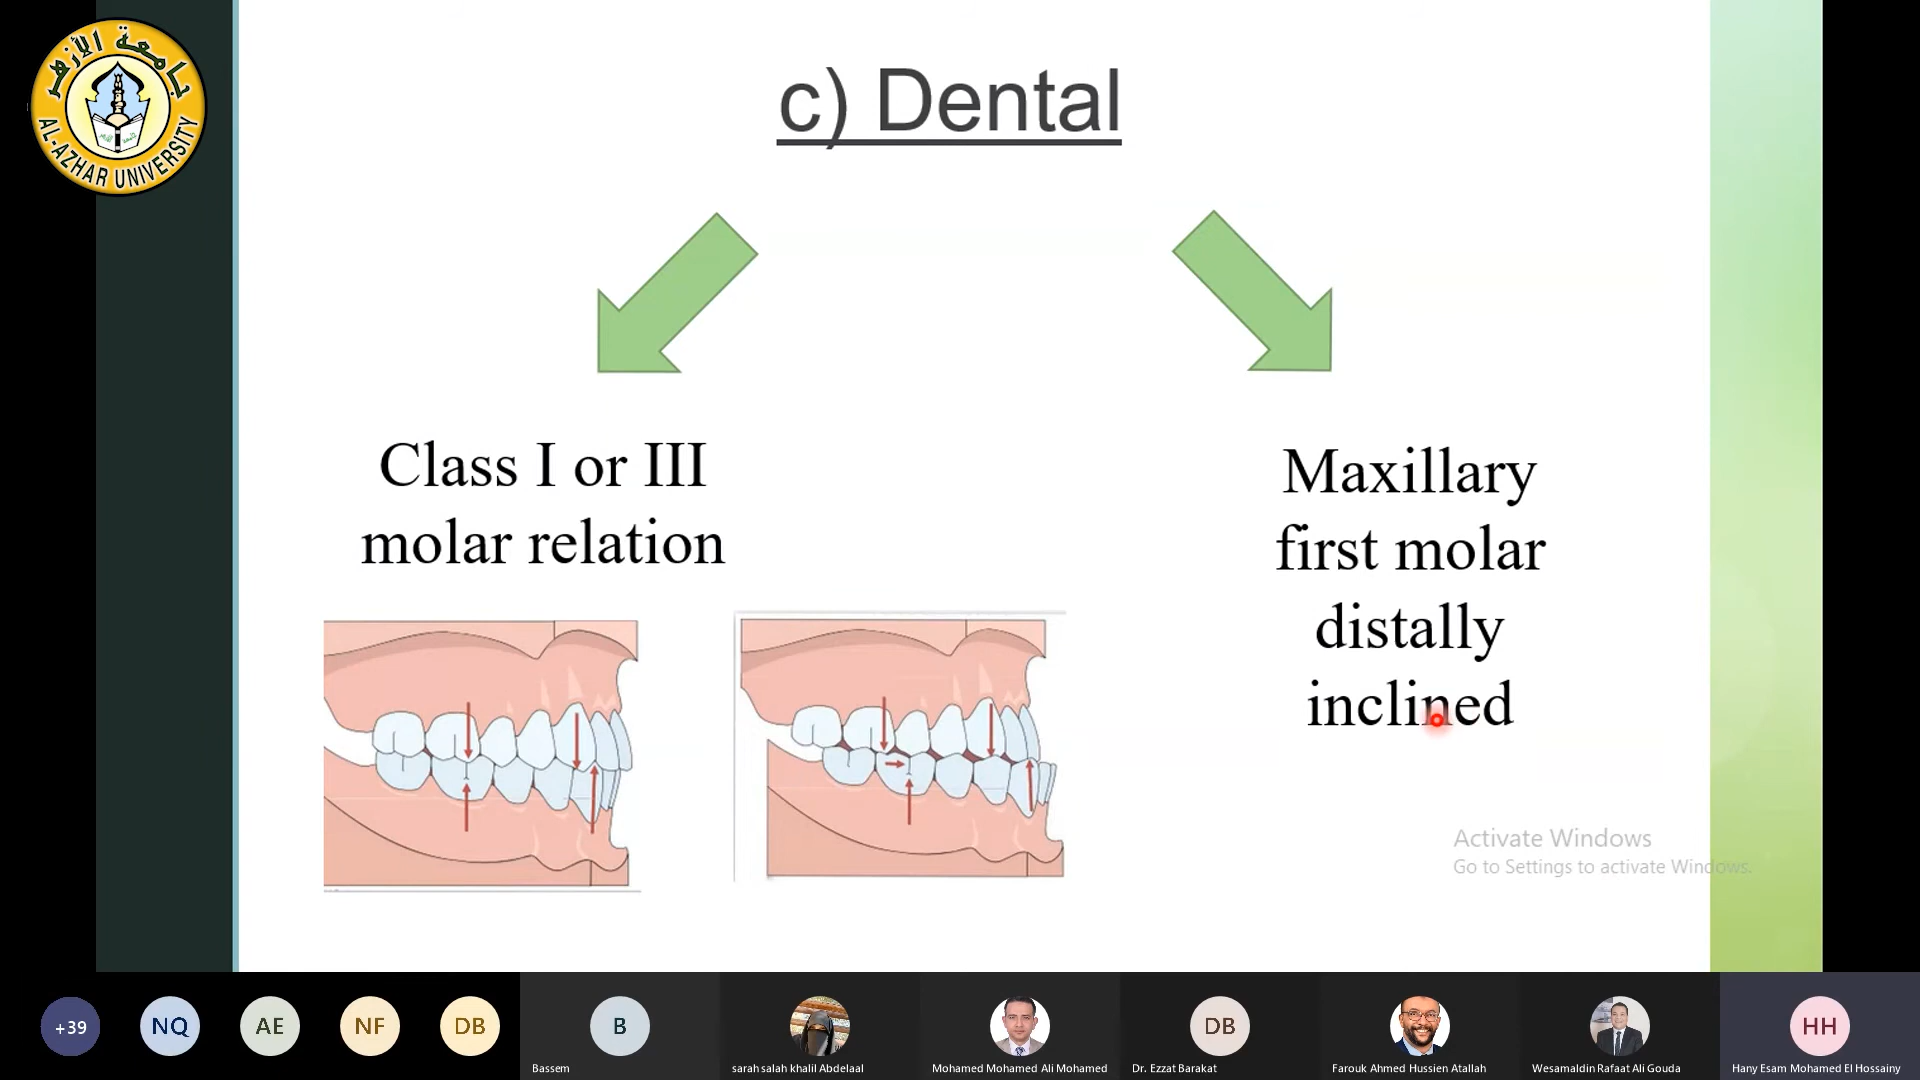 جامعة الأزهر
AL-AZHAR UNIVERSITY
c) Dental
Class I or III
molar relation
Maxillary
first molar
distally
inclined
Activate Windows
Go to Settings to activate Windows.
+39
NQ
AE
NF
DB
B
DB
HH
Bassem
sarah salah khalil Abdelaal
Mohamed Mohamed Ali Mohamed
Dr. Ezzat Barakat
Farouk Ahmed Hussien Atallah
Wesamaldin Rafaat Ali Gouda
Hany Esam Mohamed El Hossainy